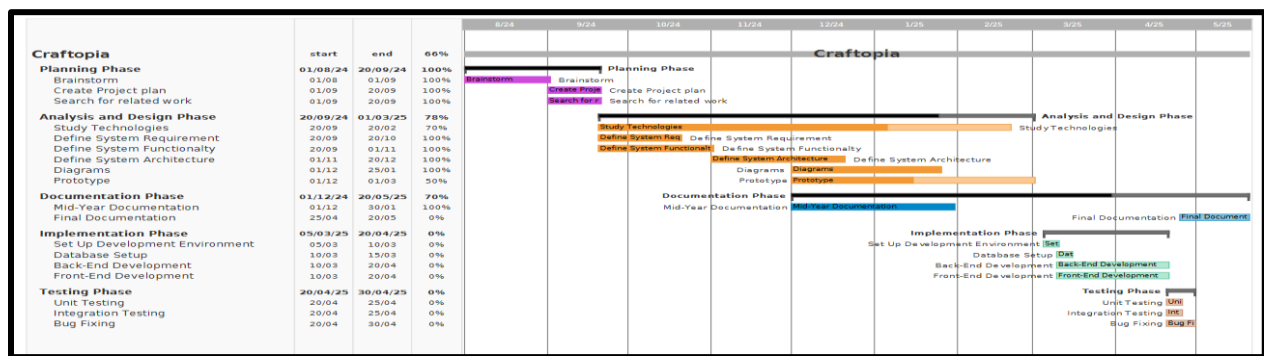 8/24 9/24 10/24 11/24 12/24 1/25 2/25 3/25 4/25 5/25
Craftopia start end 66% Craftopia
Planning Phase 01/08/24 20/09/24 100% Planning Phase
Brainstorm 01/08 01/09 100% Brainstorm Brainstorm
Create Project plan 01/09 20/09 100% Create Proje Create Project plan
Search for related work 01/09 20/09 100% Search for r Search for related work
Analysis and Design Phase 20/09/24 01/03/25 78% Analysis and Design Phase
Study Technologies 20/09 20/02 70% Study Technologies Study Technologies
Define System Requirement 20/09 20/10 100% Define System Req Define System Requirement
Define System Functionalty 20/09 01/11 100% Define System Functionalt Define System Functionalty
Define System Architecture 01/11 20/12 100% Define System Architecture Define System Architecture
Diagrams 01/12 25/01 100% Diagrams Diagrams
Prototype 01/12 01/03 50% Prototype Prototype
Documentation Phase 01/12/24 20/05/25 70% Documentation Phase
Mid-Year Documentation 01/12 30/01 100% Mid-Year Documentation Mid-Year Documentation
Final Documentation 25/04 20/05 0% Final Documentation Final Document
Implementation Phase 05/03/25 20/04/25 0% Implementation Phase
Set Up Development Environment 05/03 10/03 0% Set Up Development Environment Set
Database Setup 10/03 15/03 0% Database Setup Dat
Back-End Development 10/03 20/04 0% Back-End Development Back-End Development
Front-End Development 10/03 20/04 0% Front-End Development Front-End Development
Testing Phase 20/04/25 30/04/25 0% Testing Phase
Unit Testing 20/04 25/04 0% Unit Testing Uni
Integration Testing 20/04 25/04 0% Integration Testing Int
Bug Fixing 20/04 30/04 0% Bug Fixing Bug Fi